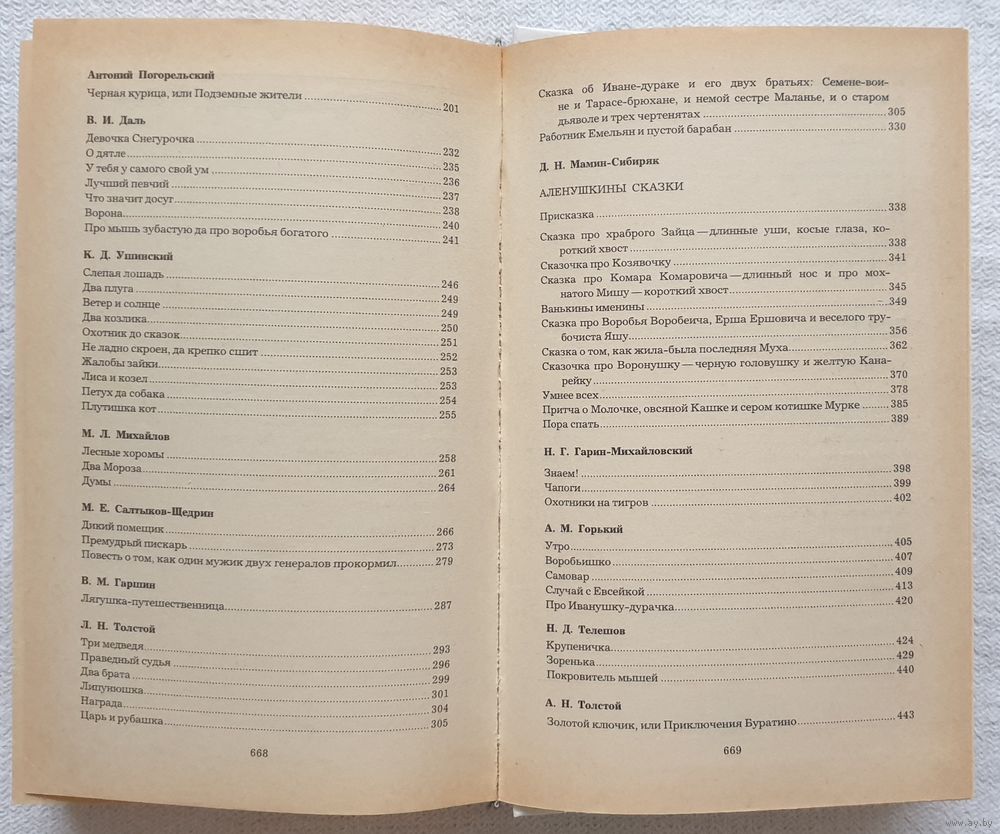 Антоний Погорельский
Черная курица, или Подземные жители ..... 201
В. И. Даль
Девочка Снегурочка ..... 232
О дятле ..... 235
У тебя у самого свой ум ..... 236
Лучший певчий ..... 237
Что значит досуг ..... 238
Ворона ..... 240
Про мышь зубастую да про воробья богатого ..... 241
К. Д. Ушинский
Слепая лошадь ..... 246
Два плуга ..... 249
Ветер и солнце ..... 249
Два козлика ..... 250
Охотник до сказок ..... 251
Не ладно скроен, да крепко сшит ..... 252
Жалобы зайки ..... 253
Лиса и козел ..... 253
Петух да собака ..... 254
Плутишка кот ..... 255
М. Л. Михайлов
Лесные хоромы ..... 258
Два Мороза ..... 261
Думы ..... 264
М. Е. Салтыков-Щедрин
Дикий помещик ..... 266
Премудрый пискарь ..... 273
Повесть о том, как один мужик двух генералов прокормил ..... 279
В. М. Гаршин
Лягушка-путешественница ..... 287
Л. Н. Толстой
Три медведя ..... 293
Праведный судья ..... 296
Два брата ..... 299
Липунюшка ..... 301
Награда ..... 304
Царь и рубашка ..... 305
668
Сказка об Иване-дураке и его двух братьях: Семене-вои-
не и Тарасе-брюхане, и немой сестре Маланье, и о старом
дьяволе и трех чертенятах ..... 305
Работник Емельян и пустой барабан ..... 330
Д. Н. Мамин-Сибиряк
АЛЕНУШКИНЫ СКАЗКИ
Присказка ..... 338
Сказка про храброго Зайца — длинные уши, косые глаза, ко-
роткий хвост ..... 338
Сказочка про Козявочку ..... 341
Сказка про Комара Комаровича — длинный нос и про мох-
натого Мишу — короткий хвост ..... 345
Ванькины именины ..... 349
Сказка про Воробья Воробеича, Ерша Ершовича и веселого тру-
бочиста Яшу ..... 356
Сказка о том, как жила-была последняя Муха ..... 362
Сказочка про Воронушку — черную головушку и желтую Кана-
рейку ..... 370
Умнее всех ..... 378
Притча о Молочке, овсяной Кашке и сером котишке Мурке ..... 385
Пора спать ..... 389
Н. Г. Гарин-Михайловский
Знаем! ..... 398
Чапоги ..... 399
Охотники на тигров ..... 402
А. М. Горький
Утро ..... 405
Воробьишко ..... 407
Самовар ..... 409
Случай с Евсейкой ..... 413
Про Иванушку-дурачка ..... 420
Н. Д. Телешов
Крупеничка ..... 424
Зоренька ..... 429
Покровитель мышей ..... 440
А. Н. Толстой
Золотой ключик, или Приключения Буратино ..... 443
669
www.ay.by